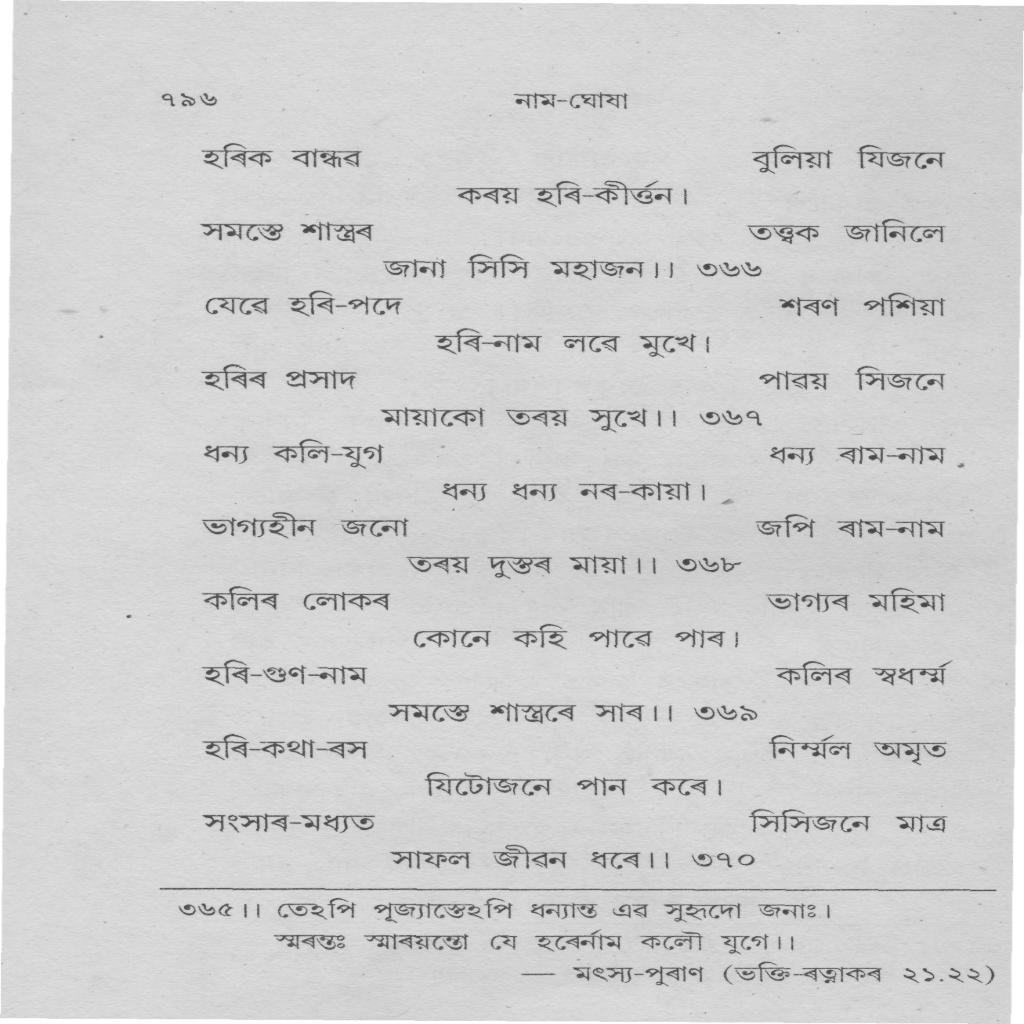 ৭৯৬ নাম-ঘোষা
হৰিক বান্ধৱ বুলিয়া যিজনে
কৰয় হৰি-কীৰ্ত্তন।
সমস্তে শাস্ত্ৰৰ তত্ত্বক জানিলে
জানা সিসি মহাজন।। ৩৬৬
যেৱে হৰি-পদে শৰণ পশিয়া
হৰি-নাম লৱে মুখে।
হৰিৰ প্ৰসাদ পাৱয় সিজনে
মায়াকো তৰয় সুখে।। ৩৬৭
ধন্য কলি-যুগ ধন্য ৰাম-নাম
ধন্য ধন্য নৰ-কায়া।
ভাগ্যহীন জনো জপি ৰাম-নাম
তৰয় দুস্তৰ মায়া।। ৩৬৮
কলিৰ লোকৰ ভাগ্যৰ মহিমা
কোনে কহি পাৱে পাৰ।
হৰি-গুণ-নাম কলিৰ স্বধৰ্ম্ম
সমস্তে শাস্ত্ৰৰে সাৰ।। ৩৬৯
হৰি-কথা-ৰস নিৰ্ম্মল অমৃত
যিটোজনে পান কৰে।
সংসাৰ-মধ্যত সিসিজনে মাত্ৰ
সাফল জীৱন ধৰে।। ৩৭০
৩৬৫।। তেহপি পূজ্যাস্তেহপি ধন্যাস্ত এৱ সুহৃদো জনাঃ।
স্মৰন্তঃ স্মাৰয়ন্তো যে হৰেৰ্নাম কলৌ যুগে।।
— মৎস্য-পুৰাণ (ভক্তি-ৰত্নাকৰ ২১.২২)